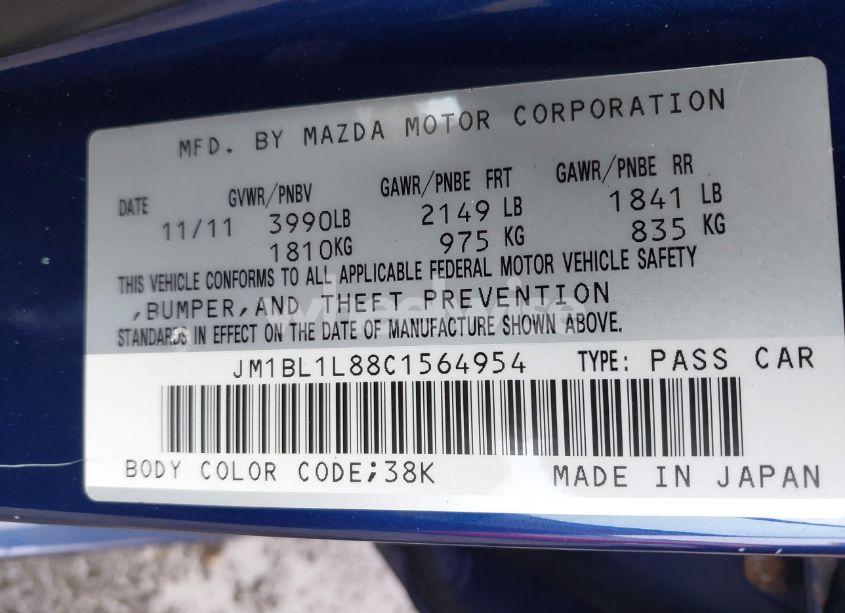 MFD. BY MAZDA MOTOR CORPORATION
DATE GVWR/PNBV GAWR/PNBE FRT GAWR/PNBE RR
11/11 3990LB 2149 LB 1841 LB
1810KG 975 KG 835 KG
THIS VEHICLE CONFORMS TO ALL APPLICABLE FEDERAL MOTOR VEHICLE SAFETY
,BUMPER,AND THEFT PREVENTION
STANDARDS IN EFFECT ON THE DATE OF MANUFACTURE SHOWN ABOVE.
JM1BL1L88C1564954 TYPE: PASS CAR
BODY COLOR CODE;38K MADE IN JAPAN